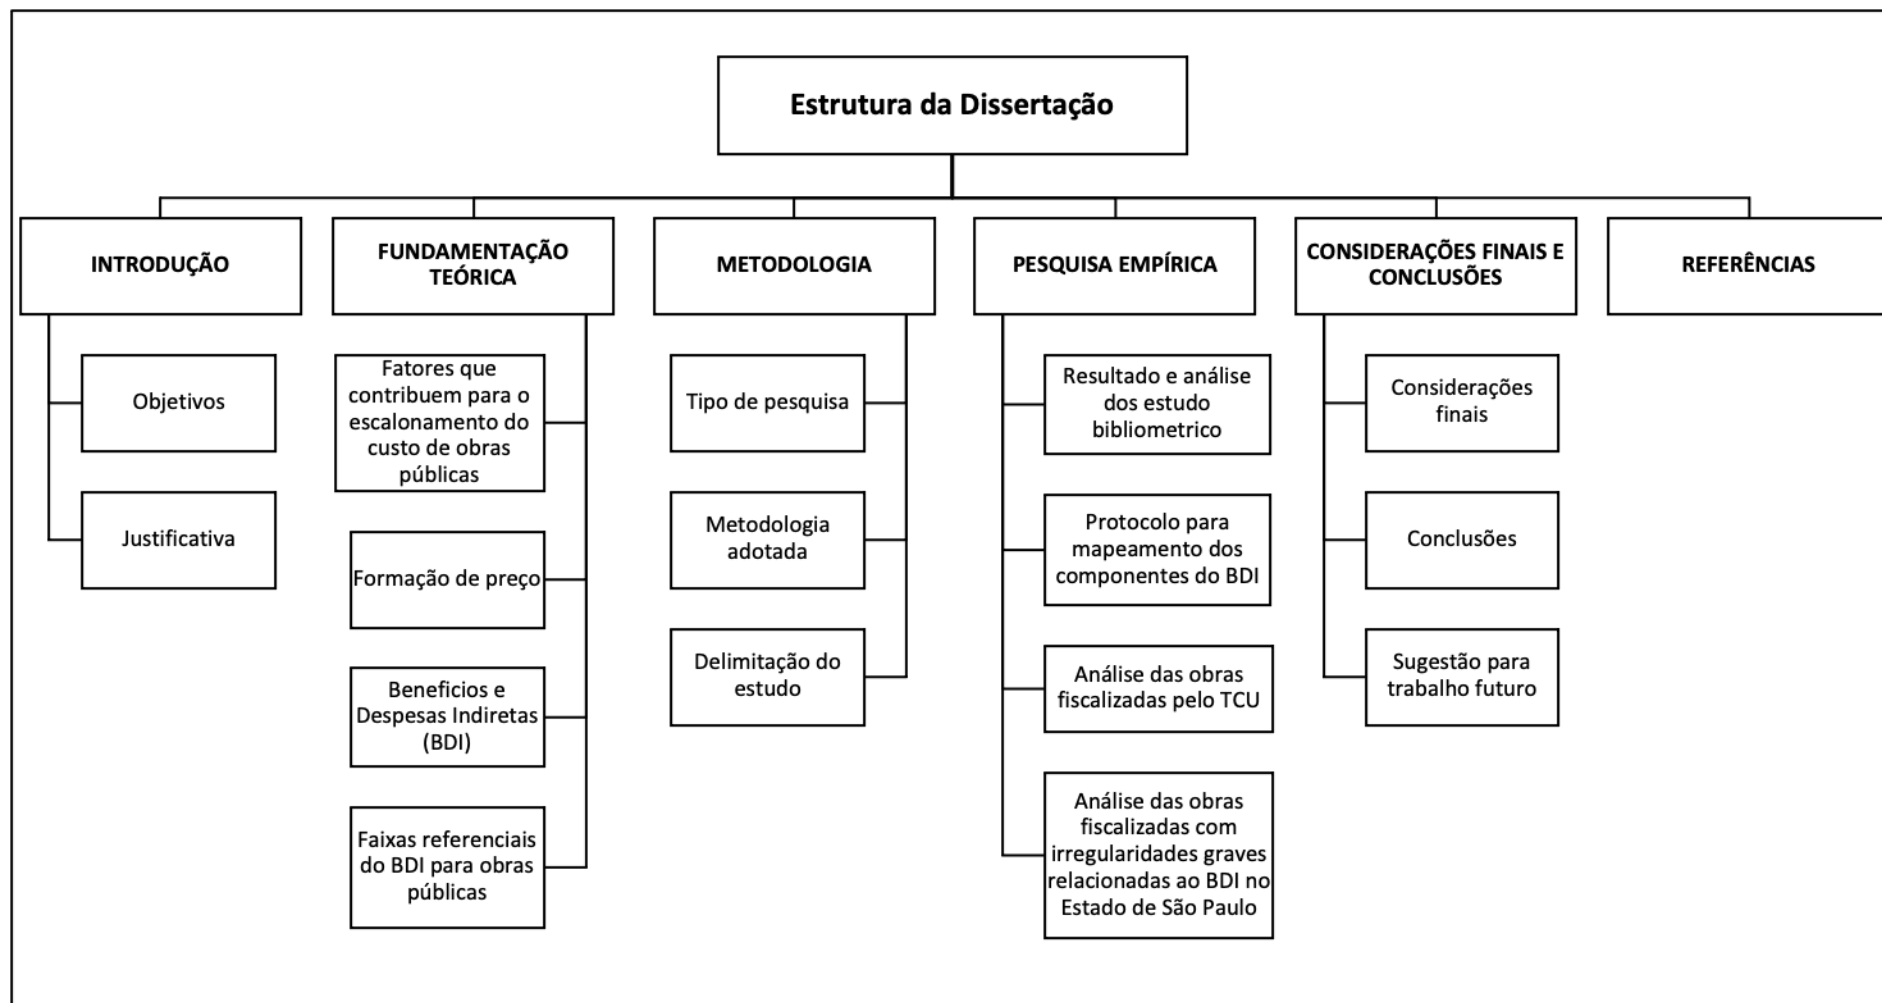 Estrutura da Dissertação
INTRODUÇÃO
Objetivos
Justificativa
FUNDAMENTAÇÃO
TEÓRICA
Fatores que
contribuem para o
escalonamento do
custo de obras
públicas
Formação de preço
Beneficios e
Despesas Indiretas
(BDI)
Faixas referenciais
do BDI para obras
públicas
METODOLOGIA
Tipo de pesquisa
Metodologia
adotada
Delimitação do
estudo
PESQUISA EMPÍRICA
Resultado e análise
dos estudo
bibliometrico
Protocolo para
mapeamento dos
componentes do BDI
Análise das obras
fiscalizadas pelo TCU
Análise das obras
fiscalizadas com
irregularidades graves
relacionadas ao BDI no
Estado de São Paulo
CONSIDERAÇÕES FINAIS E
CONCLUSÕES
Considerações
finais
Conclusões
Sugestão para
trabalho futuro
REFERÊNCIAS